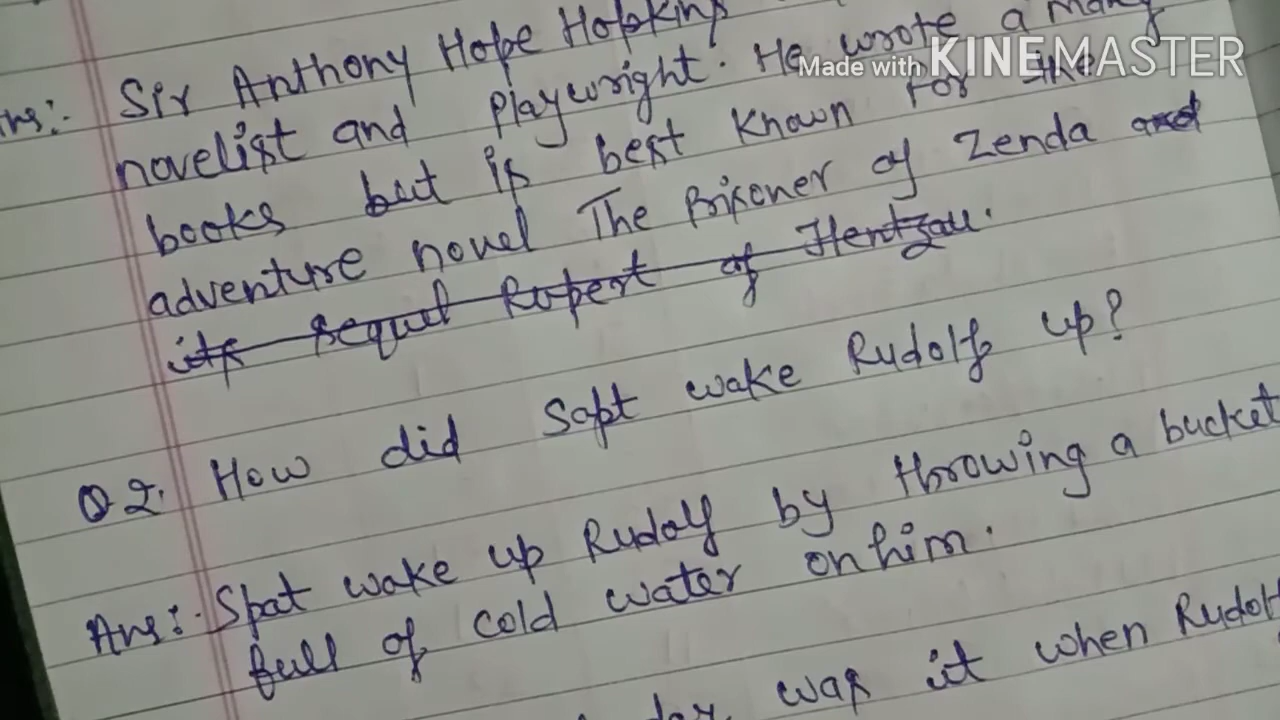 Ans:- Sir Anthony Hope Hopkins
novelist and playwright. He wrote a many
books but is best known for the
adventure novel The Prisoner of Zenda and
its sequel Rupert of Hentzau.
Q2. How did Sapt wake Rudolf up?
Ans:- Spat wake up Rudolf by throwing a bucket
full of cold water on him.
was it when Rudolf
Made with KINEMASTER